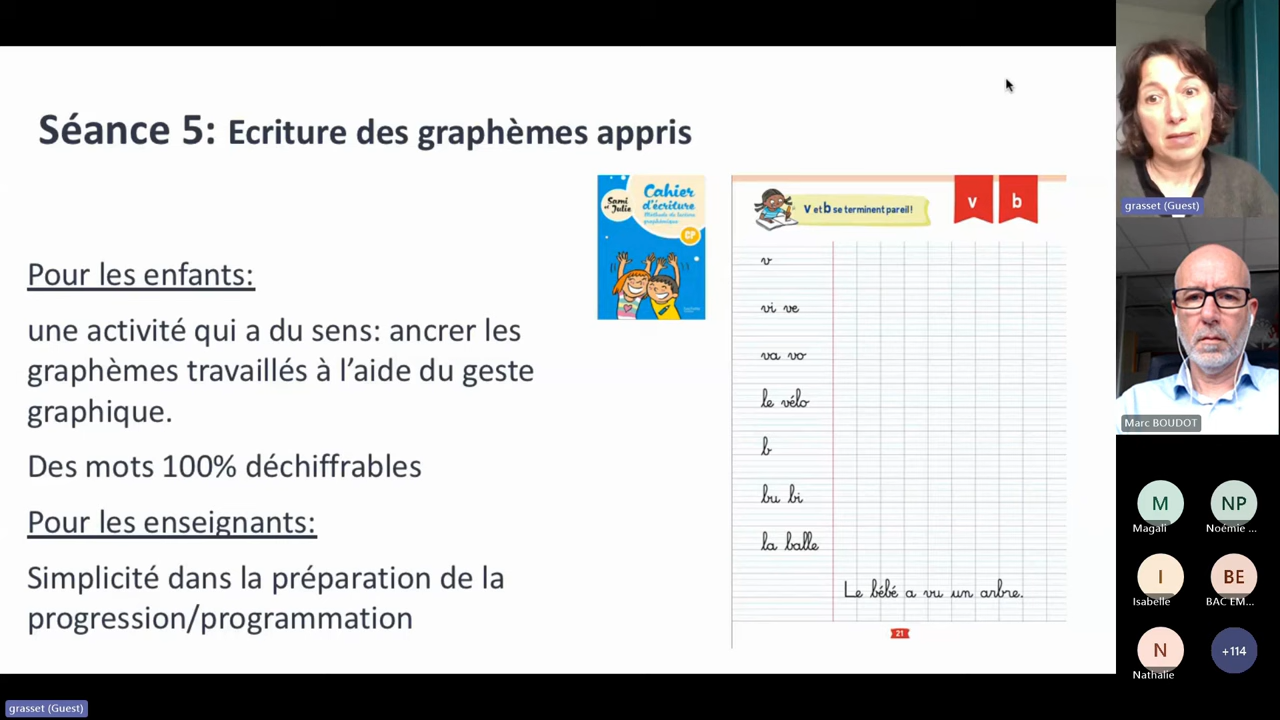 Séance 5: Ecriture des graphèmes appris
Pour les enfants:
une activité qui a du sens: ancrer les
graphèmes travaillés à l’aide du geste
graphique.
Des mots 100% déchiffrables
Pour les enseignants:
Simplicité dans la préparation de la
progression/programmation
Sami et Julie
Cahier
d'écriture
Méthode de lecture
CP
v et b se terminent pareil !
v b
v
vi ve
va vo
le vélo
b
bu bi
la balle
Le bébé a vu un arbre.
21
grasset (Guest)
Marc BOUDOT
M NP
Magali Noémie ...
I BE
Isabelle BAC EM...
N +114
Nathalie
grasset (Guest)